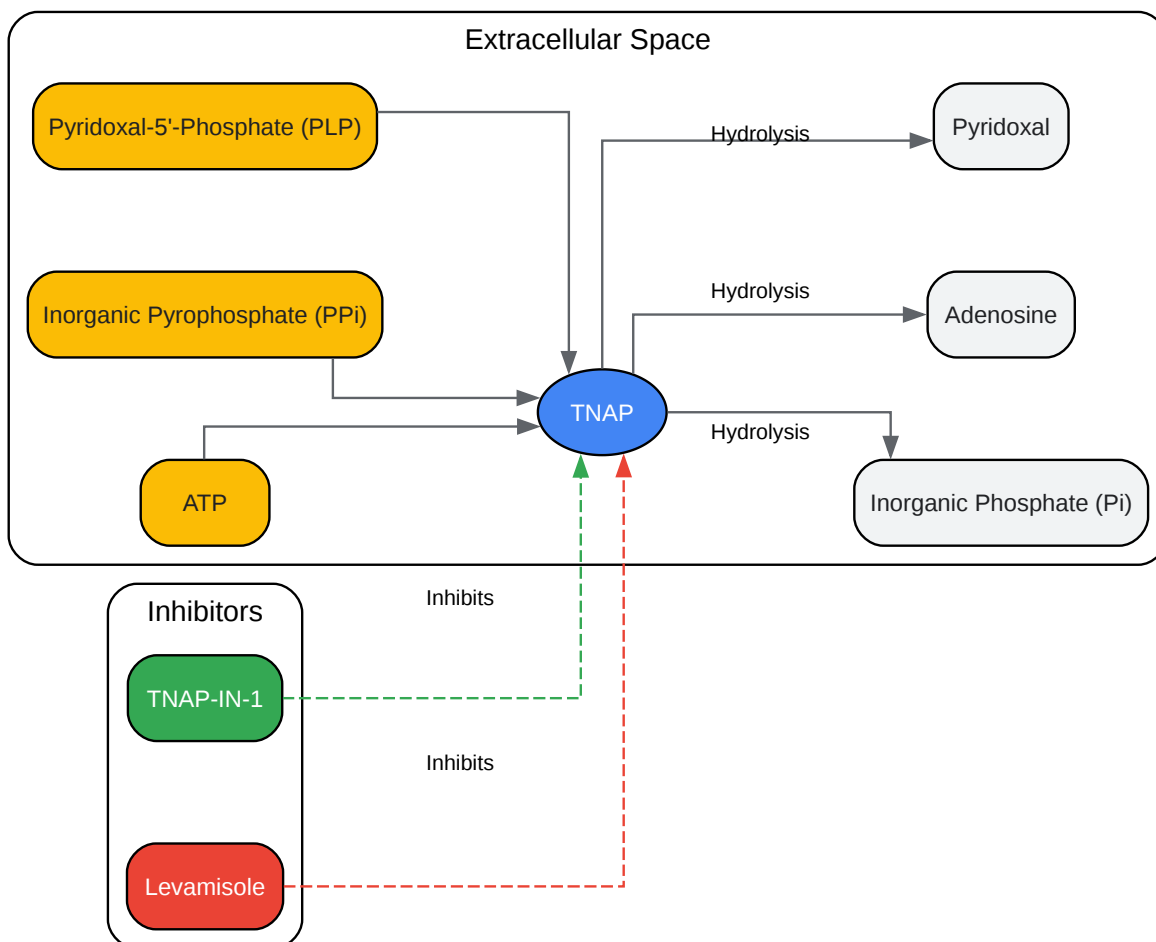 Extracellular Space
Pyridoxal-5'-Phosphate (PLP)
Hydrolysis
Pyridoxal
Inorganic Pyrophosphate (PPi)
Hydrolysis
Adenosine
TNAP
Hydrolysis
ATP
Inorganic Phosphate (Pi)
Inhibitors
Inhibits
TNAP-IN-1
Inhibits
Levamisole